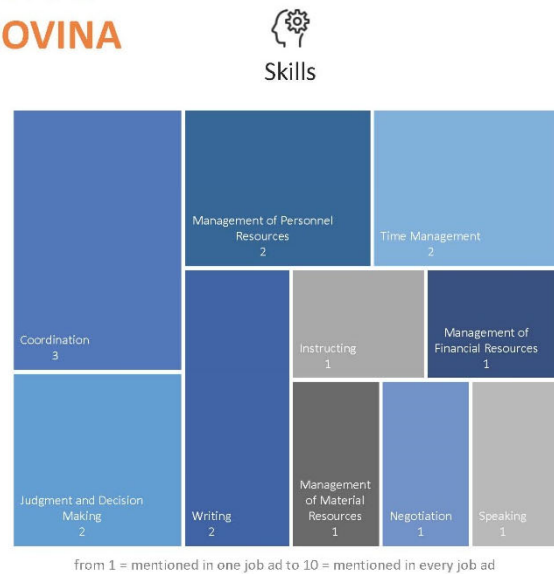 OVINA
Skills
Management of Personnel
Resources
2
Time Management
2
Coordination
3
Instructing
1
Management of
Financial Resources
1
Judgment and Decision
Making
2
Writing
2
Management
of Material
Resources
1
Negotiation
1
Speaking
1
from 1 = mentioned in one job ad to 10 = mentioned in every job ad